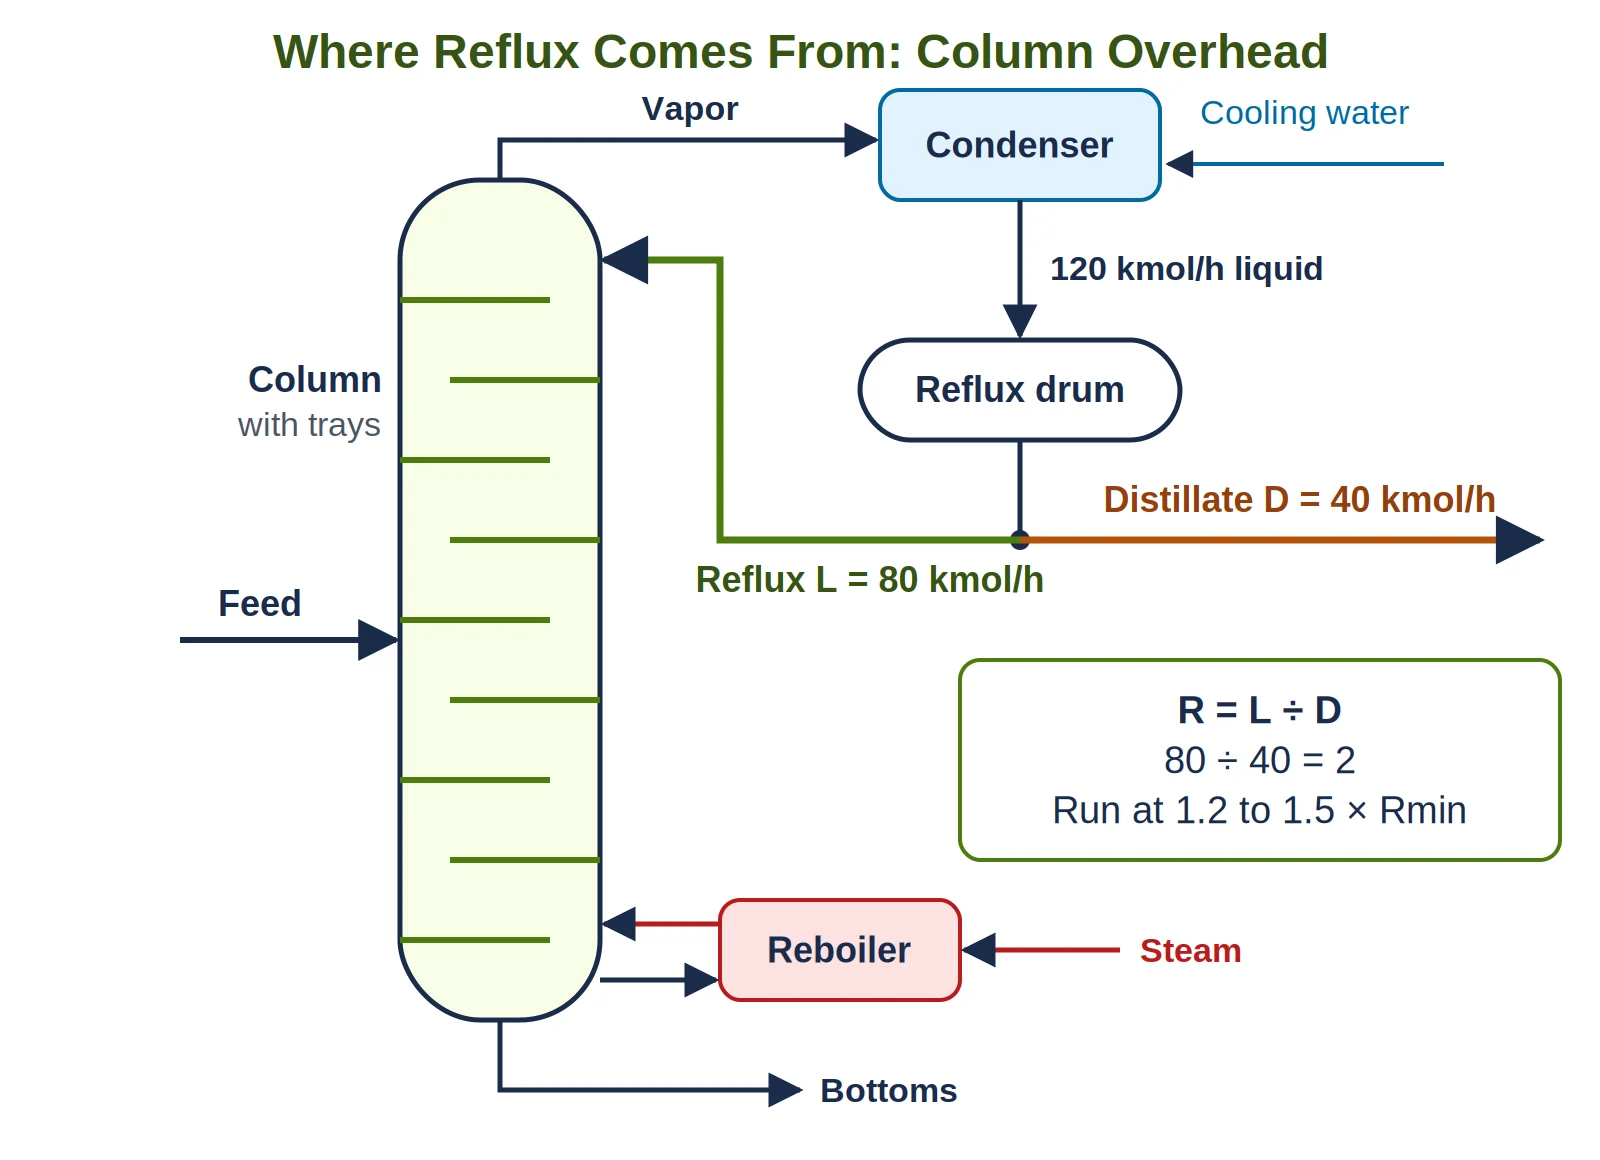 Where Reflux Comes From: Column Overhead
Vapor
Condenser
Cooling water
120 kmol/h liquid
Column
with trays
Reflux drum
Distillate D = 40 kmol/h
Reflux L = 80 kmol/h
Feed
R = L ÷ D
80 ÷ 40 = 2
Run at 1.2 to 1.5 × Rmin
Reboiler
Steam
Bottoms